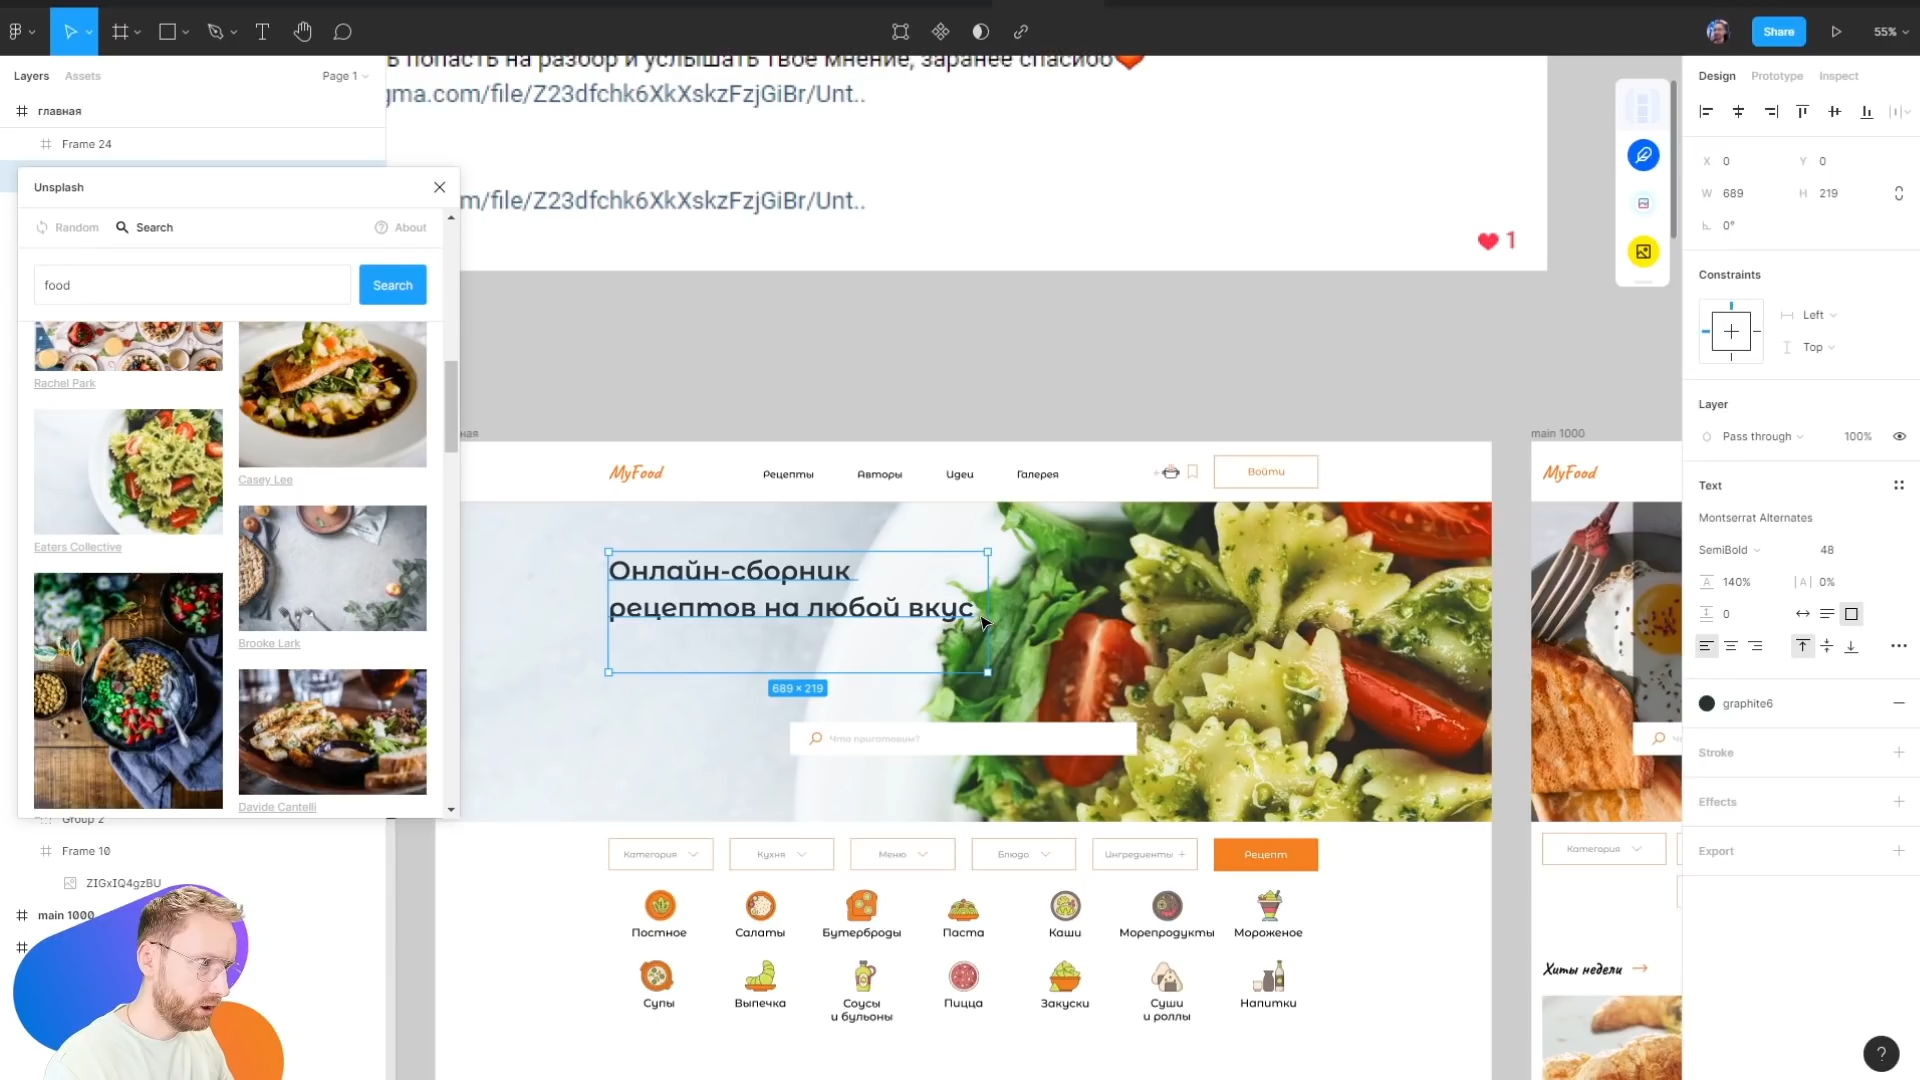 Share
55%
Layers
Assets
Page 1
Design
Prototype
Inspect
ь попасть на разбор и услышать твое мнение, заранее спасибо
gma.com/file/Z23dfchk6XkXskzFzjGiBr/Unt..
m/file/Z23dfchk6XkXskzFzjGiBr/Unt..
1
главная
Frame 24
Unsplash
Random
Search
About
food
Search
Rachel Park
Casey Lee
Eaters Collective
Brooke Lark
Davide Cantelli
Group 2
Frame 10
ZIGxIQ4gzBU
main 1000
ная
main 1000
MyFood
Рецепты
Авторы
Идеи
Галерея
Войти
MyFood
Онлайн-сборник
рецептов на любой вкус
689 × 219
Что приготовим?
Категория
Кухня
Меню
Блюдо
Ингредиенты
Рецепт
Категория
Постное
Салаты
Бутерброды
Паста
Каши
Морепродукты
Мороженое
Супы
Выпечка
Соусы
и бульоны
Пицца
Закуски
Суши
и роллы
Напитки
Хиты недели
X 0
Y 0
W 689
H 219
0°
Constraints
Left
Top
Layer
Pass through
100%
Text
Montserrat Alternates
SemiBold
48
140%
0%
0
graphite6
Stroke
Effects
Export
?